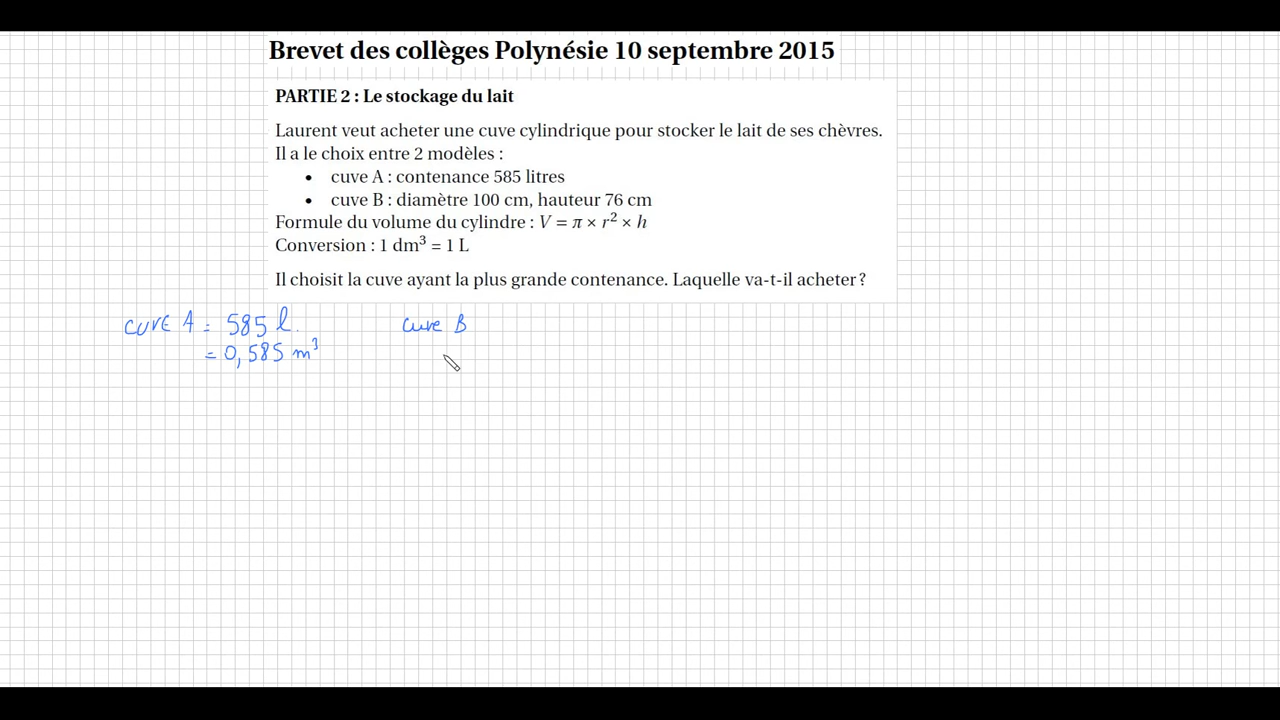 Brevet des collèges Polynésie 10 septembre 2015
PARTIE 2 : Le stockage du lait
Laurent veut acheter une cuve cylindrique pour stocker le lait de ses chèvres.
Il a le choix entre 2 modèles :
• cuve A : contenance 585 litres
• cuve B : diamètre 100 cm, hauteur 76 cm
Formule du volume du cylindre : V = π × r² × h
Conversion : 1 dm³ = 1 L
Il choisit la cuve ayant la plus grande contenance. Laquelle va-t-il acheter ?
cuve A = 585 l. cuve B
= 0,585 m³